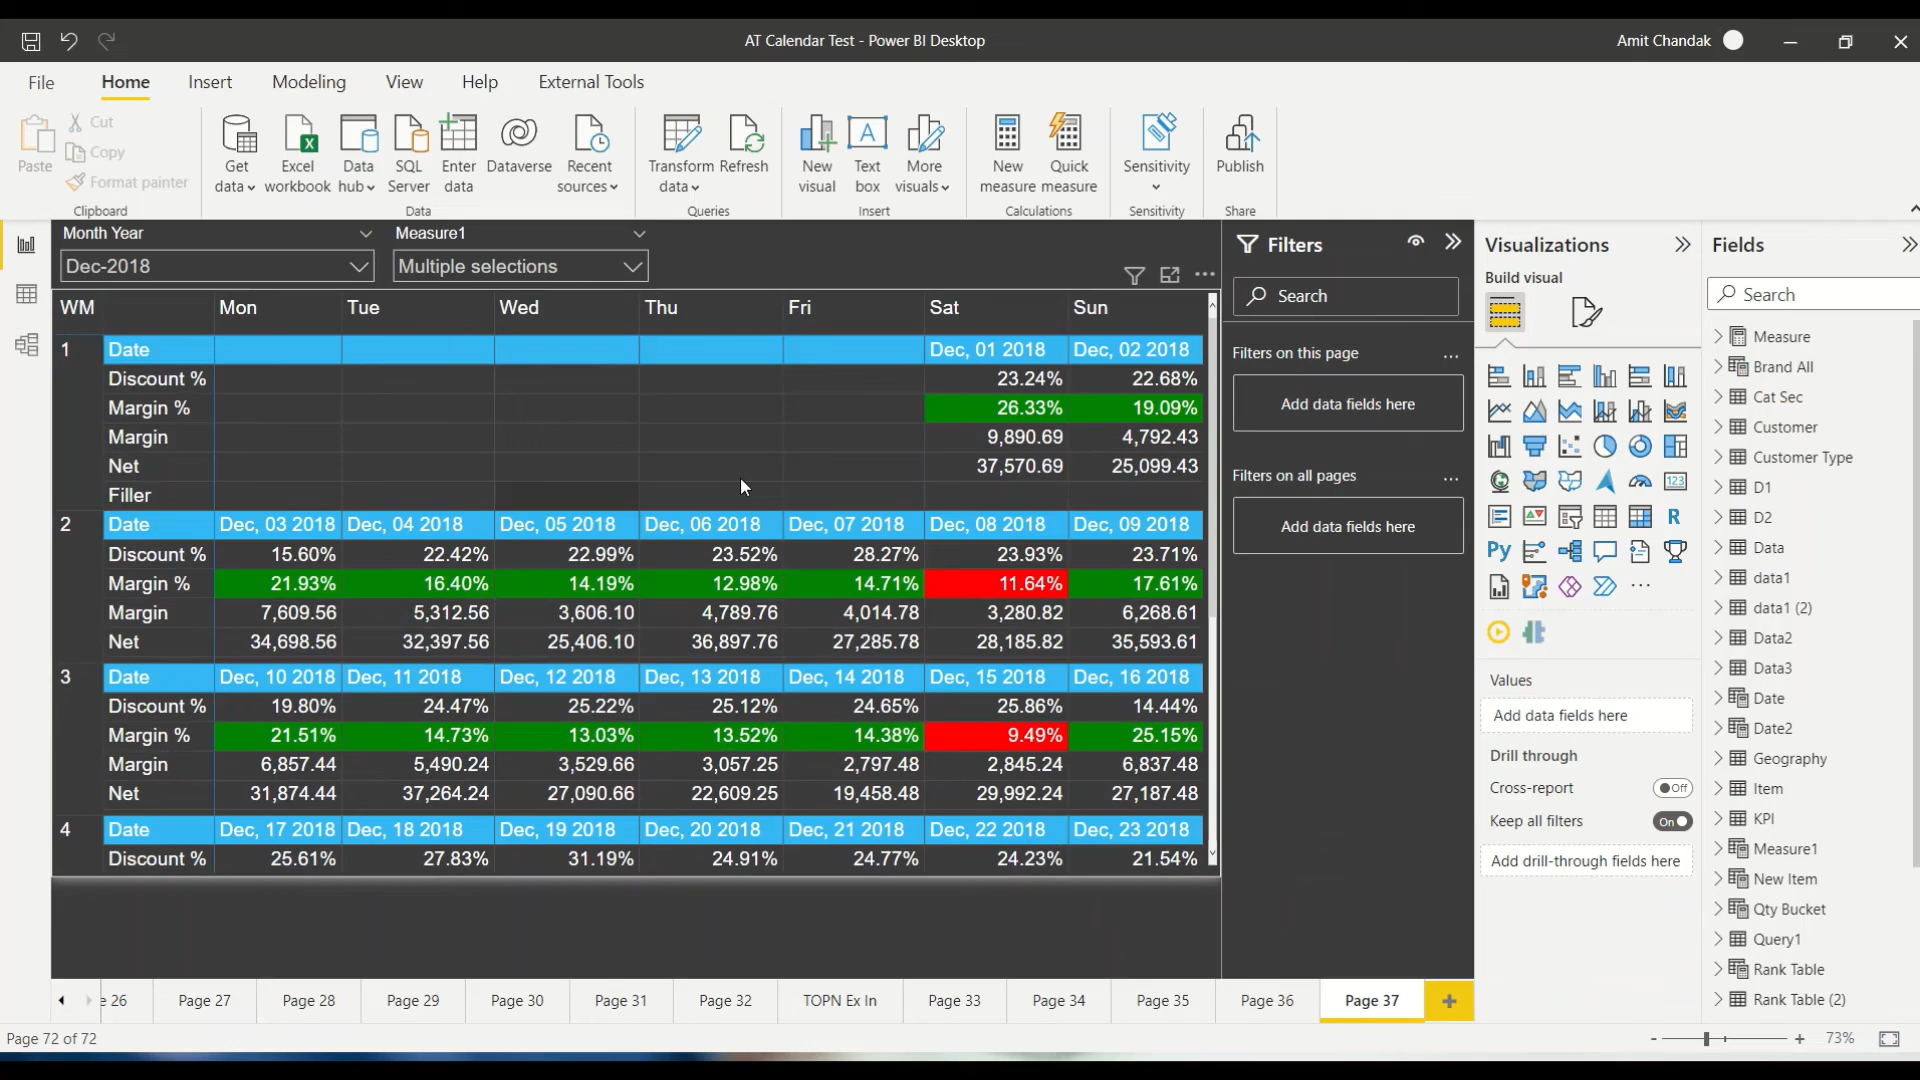 AT Calendar Test - Power BI Desktop
Amit Chandak
File Home Insert Modeling View Help External Tools
Paste
Cut
Copy
Format painter
Clipboard
Get data
Excel workbook
Data hub
SQL Server
Enter data
Dataverse
Recent sources
Data
Transform data
Refresh
Queries
New visual
Text box
More visuals
Insert
New measure
Quick measure
Calculations
Sensitivity
Sensitivity
Publish
Share
Month Year
Dec-2018
Measure1
Multiple selections
WM Mon Tue Wed Thu Fri Sat Sun
1 Date Dec, 01 2018 Dec, 02 2018
Discount % 23.24% 22.68%
Margin % 26.33% 19.09%
Margin 9,890.69 4,792.43
Net 37,570.69 25,099.43
Filler
2 Date Dec, 03 2018 Dec, 04 2018 Dec, 05 2018 Dec, 06 2018 Dec, 07 2018 Dec, 08 2018 Dec, 09 2018
Discount % 15.60% 22.42% 22.99% 23.52% 28.27% 23.93% 23.71%
Margin % 21.93% 16.40% 14.19% 12.98% 14.71% 11.64% 17.61%
Margin 7,609.56 5,312.56 3,606.10 4,789.76 4,014.78 3,280.82 6,268.61
Net 34,698.56 32,397.56 25,406.10 36,897.76 27,285.78 28,185.82 35,593.61
3 Date Dec, 10 2018 Dec, 11 2018 Dec, 12 2018 Dec, 13 2018 Dec, 14 2018 Dec, 15 2018 Dec, 16 2018
Discount % 19.80% 24.47% 25.22% 25.12% 24.65% 25.86% 14.44%
Margin % 21.51% 14.73% 13.03% 13.52% 14.38% 9.49% 25.15%
Margin 6,857.44 5,490.24 3,529.66 3,057.25 2,797.48 2,845.24 6,837.48
Net 31,874.44 37,264.24 27,090.66 22,609.25 19,458.48 29,992.24 27,187.48
4 Date Dec, 17 2018 Dec, 18 2018 Dec, 19 2018 Dec, 20 2018 Dec, 21 2018 Dec, 22 2018 Dec, 23 2018
Discount % 25.61% 27.83% 31.19% 24.91% 24.77% 24.23% 21.54%
Filters
Search
Filters on this page ...
Add data fields here
Filters on all pages ...
Add data fields here
Visualizations
Build visual
123
R
Py
Values
Add data fields here
Drill through
Cross-report Off
Keep all filters On
Add drill-through fields here
Fields
Search
Measure
Brand All
Cat Sec
Customer
Customer Type
D1
D2
Data
data1
data1 (2)
Data2
Data3
Date
Date2
Geography
Item
KPI
Measure1
New Item
Qty Bucket
Query1
Rank Table
Rank Table (2)
e 26 Page 27 Page 28 Page 29 Page 30 Page 31 Page 32 TOPN Ex In Page 33 Page 34 Page 35 Page 36 Page 37 +
Page 72 of 72
- + 73%